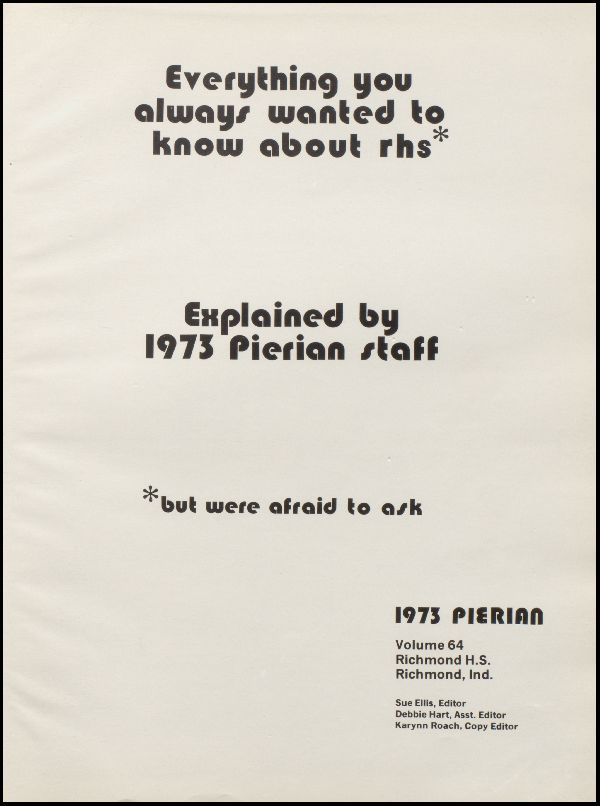 Everything you
always wanted to
know about rhs*
Explained by
1973 Pierian staff
*but were afraid to ask
1973 PIERIAN
Volume 64
Richmond H.S.
Richmond, Ind.
Sue Ellis, Editor
Debbie Hart, Asst. Editor
Karynn Roach, Copy Editor